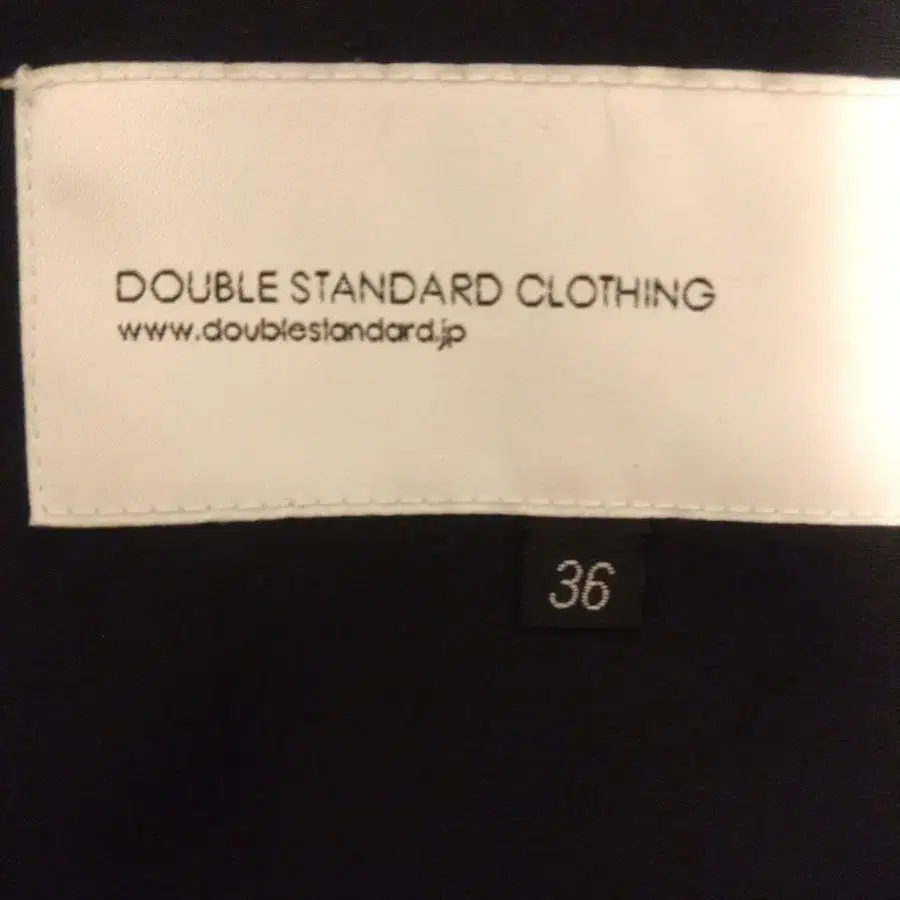 DOUBLE STANDARD CLOTHING
www.doublestandard.jp
36